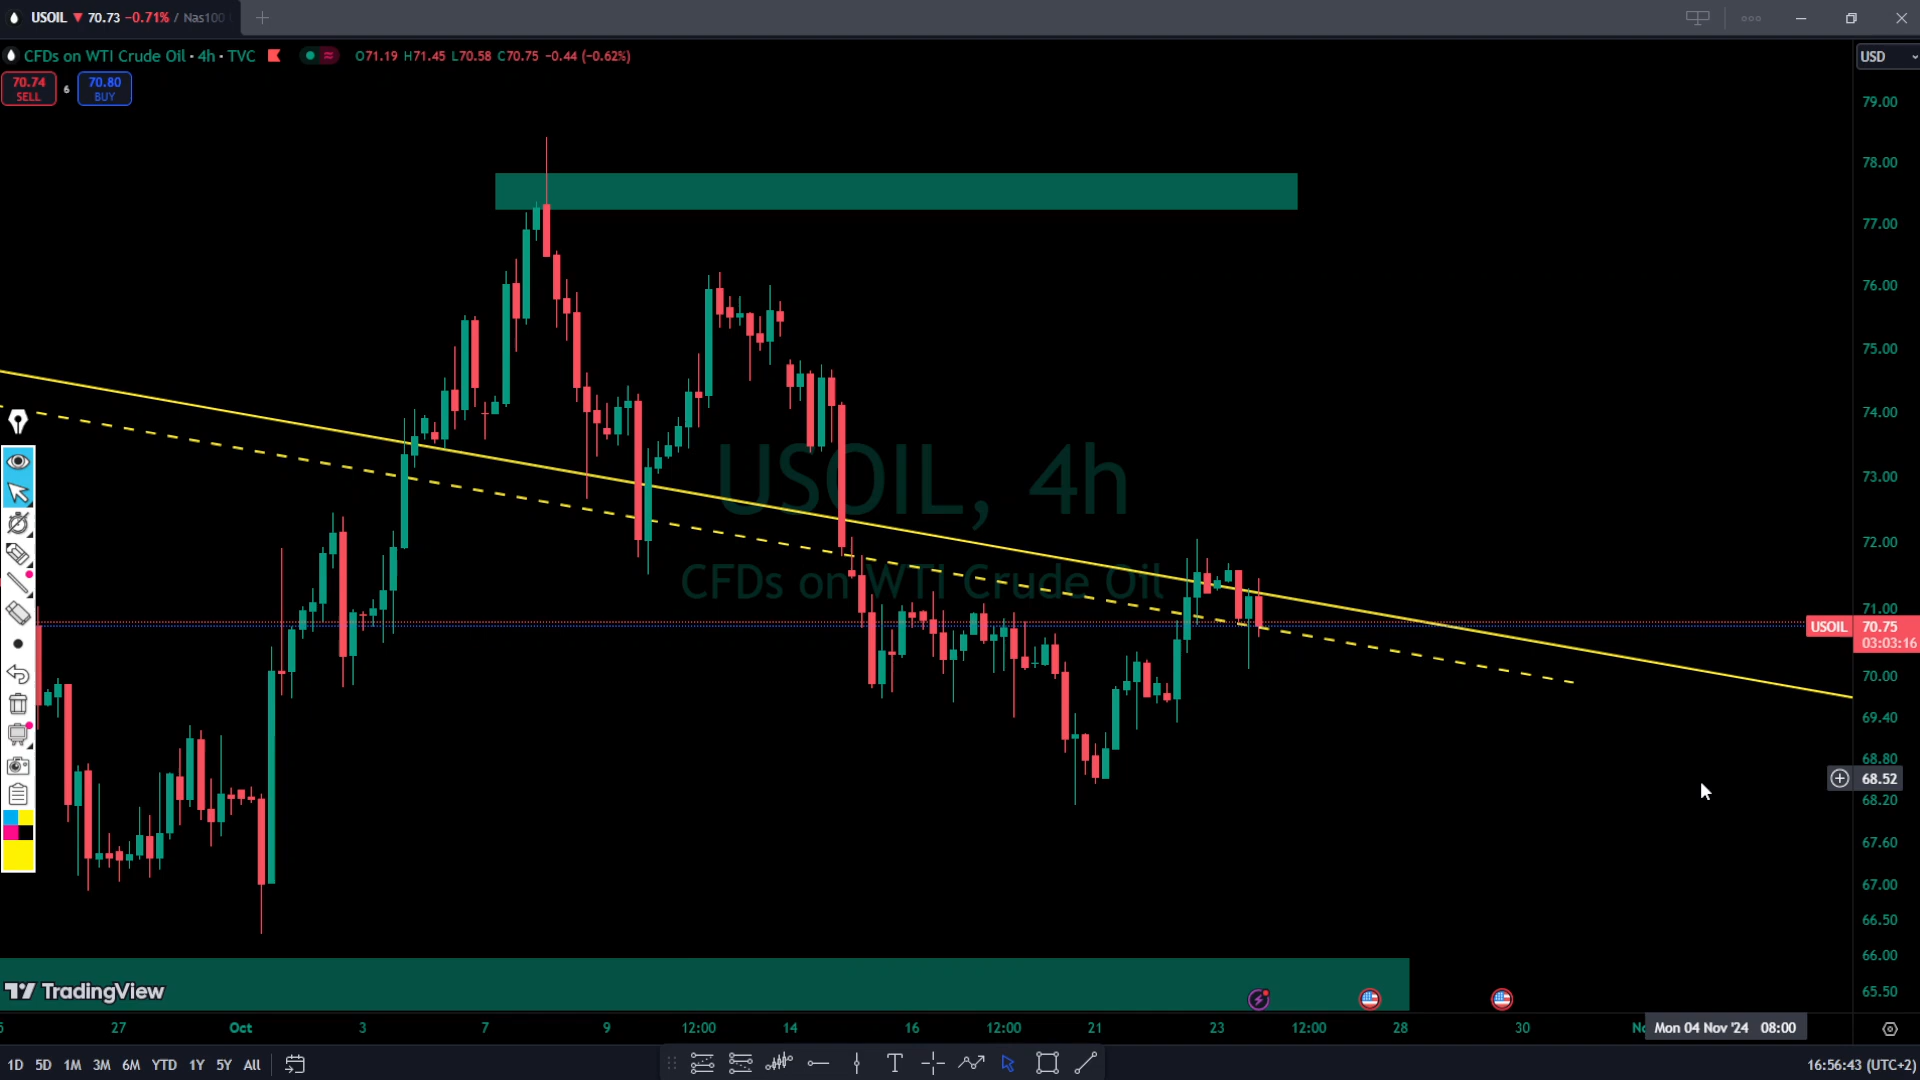 USOIL ▼ 70.73 −0.71% / Nas100
CFDs on WTI Crude Oil · 4h · TVC O71.19 H71.45 L70.58 C70.75 −0.44 (−0.62%)
USD
70.74
SELL
6
70.80
BUY
79.00
78.00
77.00
76.00
75.00
74.00
73.00
72.00
71.00
USOIL 70.75
03:03:16
70.00
69.40
68.80
68.52
68.20
67.60
67.00
66.50
66.00
65.50
USOIL, 4h
CFDs on WTI Crude Oil
TradingView
27 Oct 3 7 9 12:00 14 16 12:00 21 23 12:00 28 30 Mon 04 Nov '24 08:00
1D 5D 1M 3M 6M YTD 1Y 5Y All
16:56:43 (UTC+2)